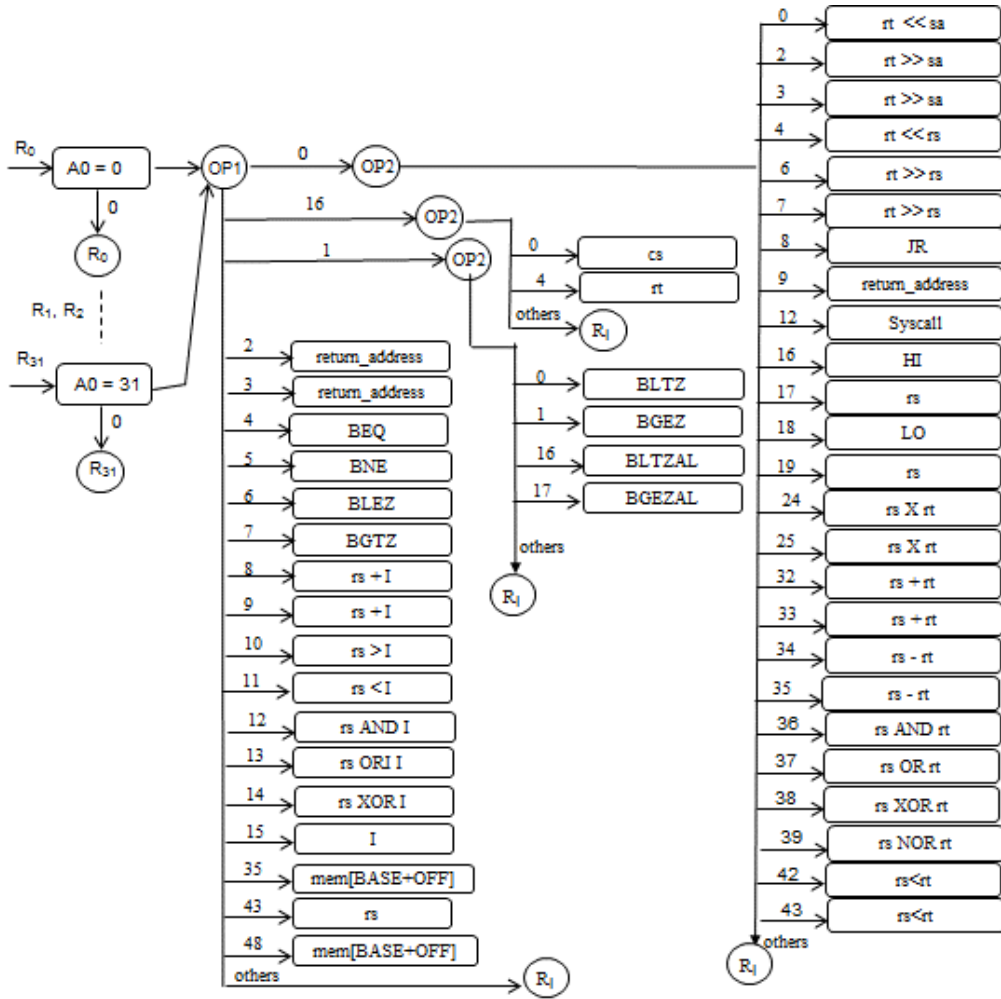 R0
A0 = 0
0
R0
R1, R2
R31
A0 = 31
0
R31
OP1
0
OP2
16
OP2
0
cs
4
rt
others
RI
1
OP2
0
BLTZ
1
BGEZ
16
BLTZAL
17
BGEZAL
others
RI
2
return_address
3
return_address
4
BEQ
5
BNE
6
BLEZ
7
BGTZ
8
rs + I
9
rs + I
10
rs > I
11
rs < I
12
rs AND I
13
rs ORI I
14
rs XOR I
15
I
35
mem[BASE+OFF]
43
rs
48
mem[BASE+OFF]
others
RI
0
rt << sa
2
rt >> sa
3
rt >> sa
4
rt << rs
6
rt >> rs
7
rt >> rs
8
JR
9
return_address
12
Syscall
16
HI
17
rs
18
LO
19
rs
24
rs X rt
25
rs X rt
32
rs + rt
33
rs + rt
34
rs - rt
35
rs - rt
36
rs AND rt
37
rs OR rt
38
rs XOR rt
39
rs NOR rt
42
rs<rt
43
rs<rt
others
RI